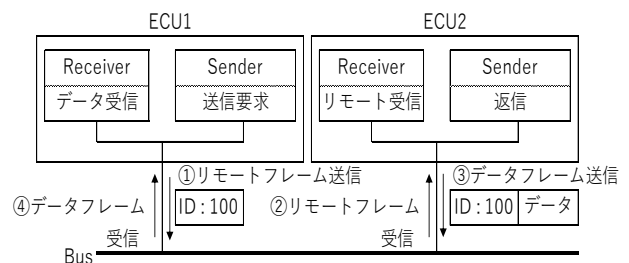 ECU1
ECU2
Receiver
Sender
Receiver
Sender
データ受信
送信要求
リモート受信
返信
①リモートフレーム送信
③データフレーム送信
④データフレーム
受信
ID : 100
②リモートフレーム
受信
ID : 100
データ
Bus